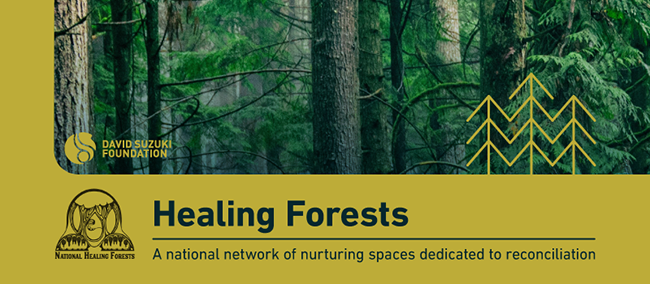 DAVID SUZUKI
FOUNDATION
NATIONAL HEALING FORESTS
Healing Forests
A national network of nurturing spaces dedicated to reconciliation